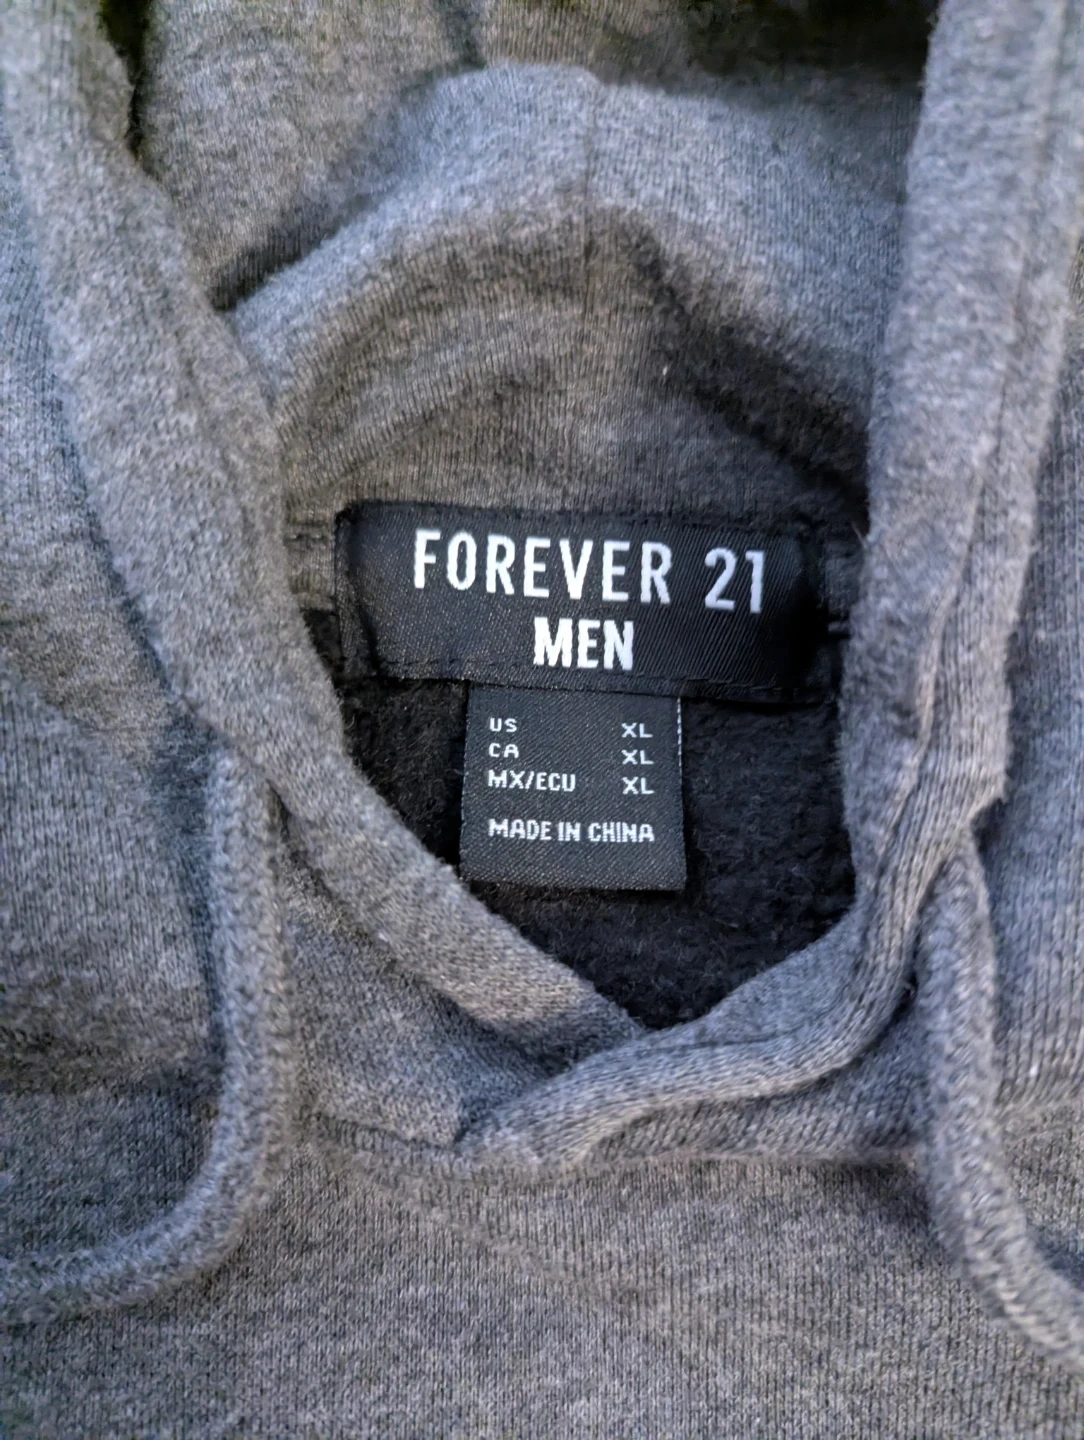 FOREVER 21
MEN
US XL
CA XL
MX/ECU XL
MADE IN CHINA